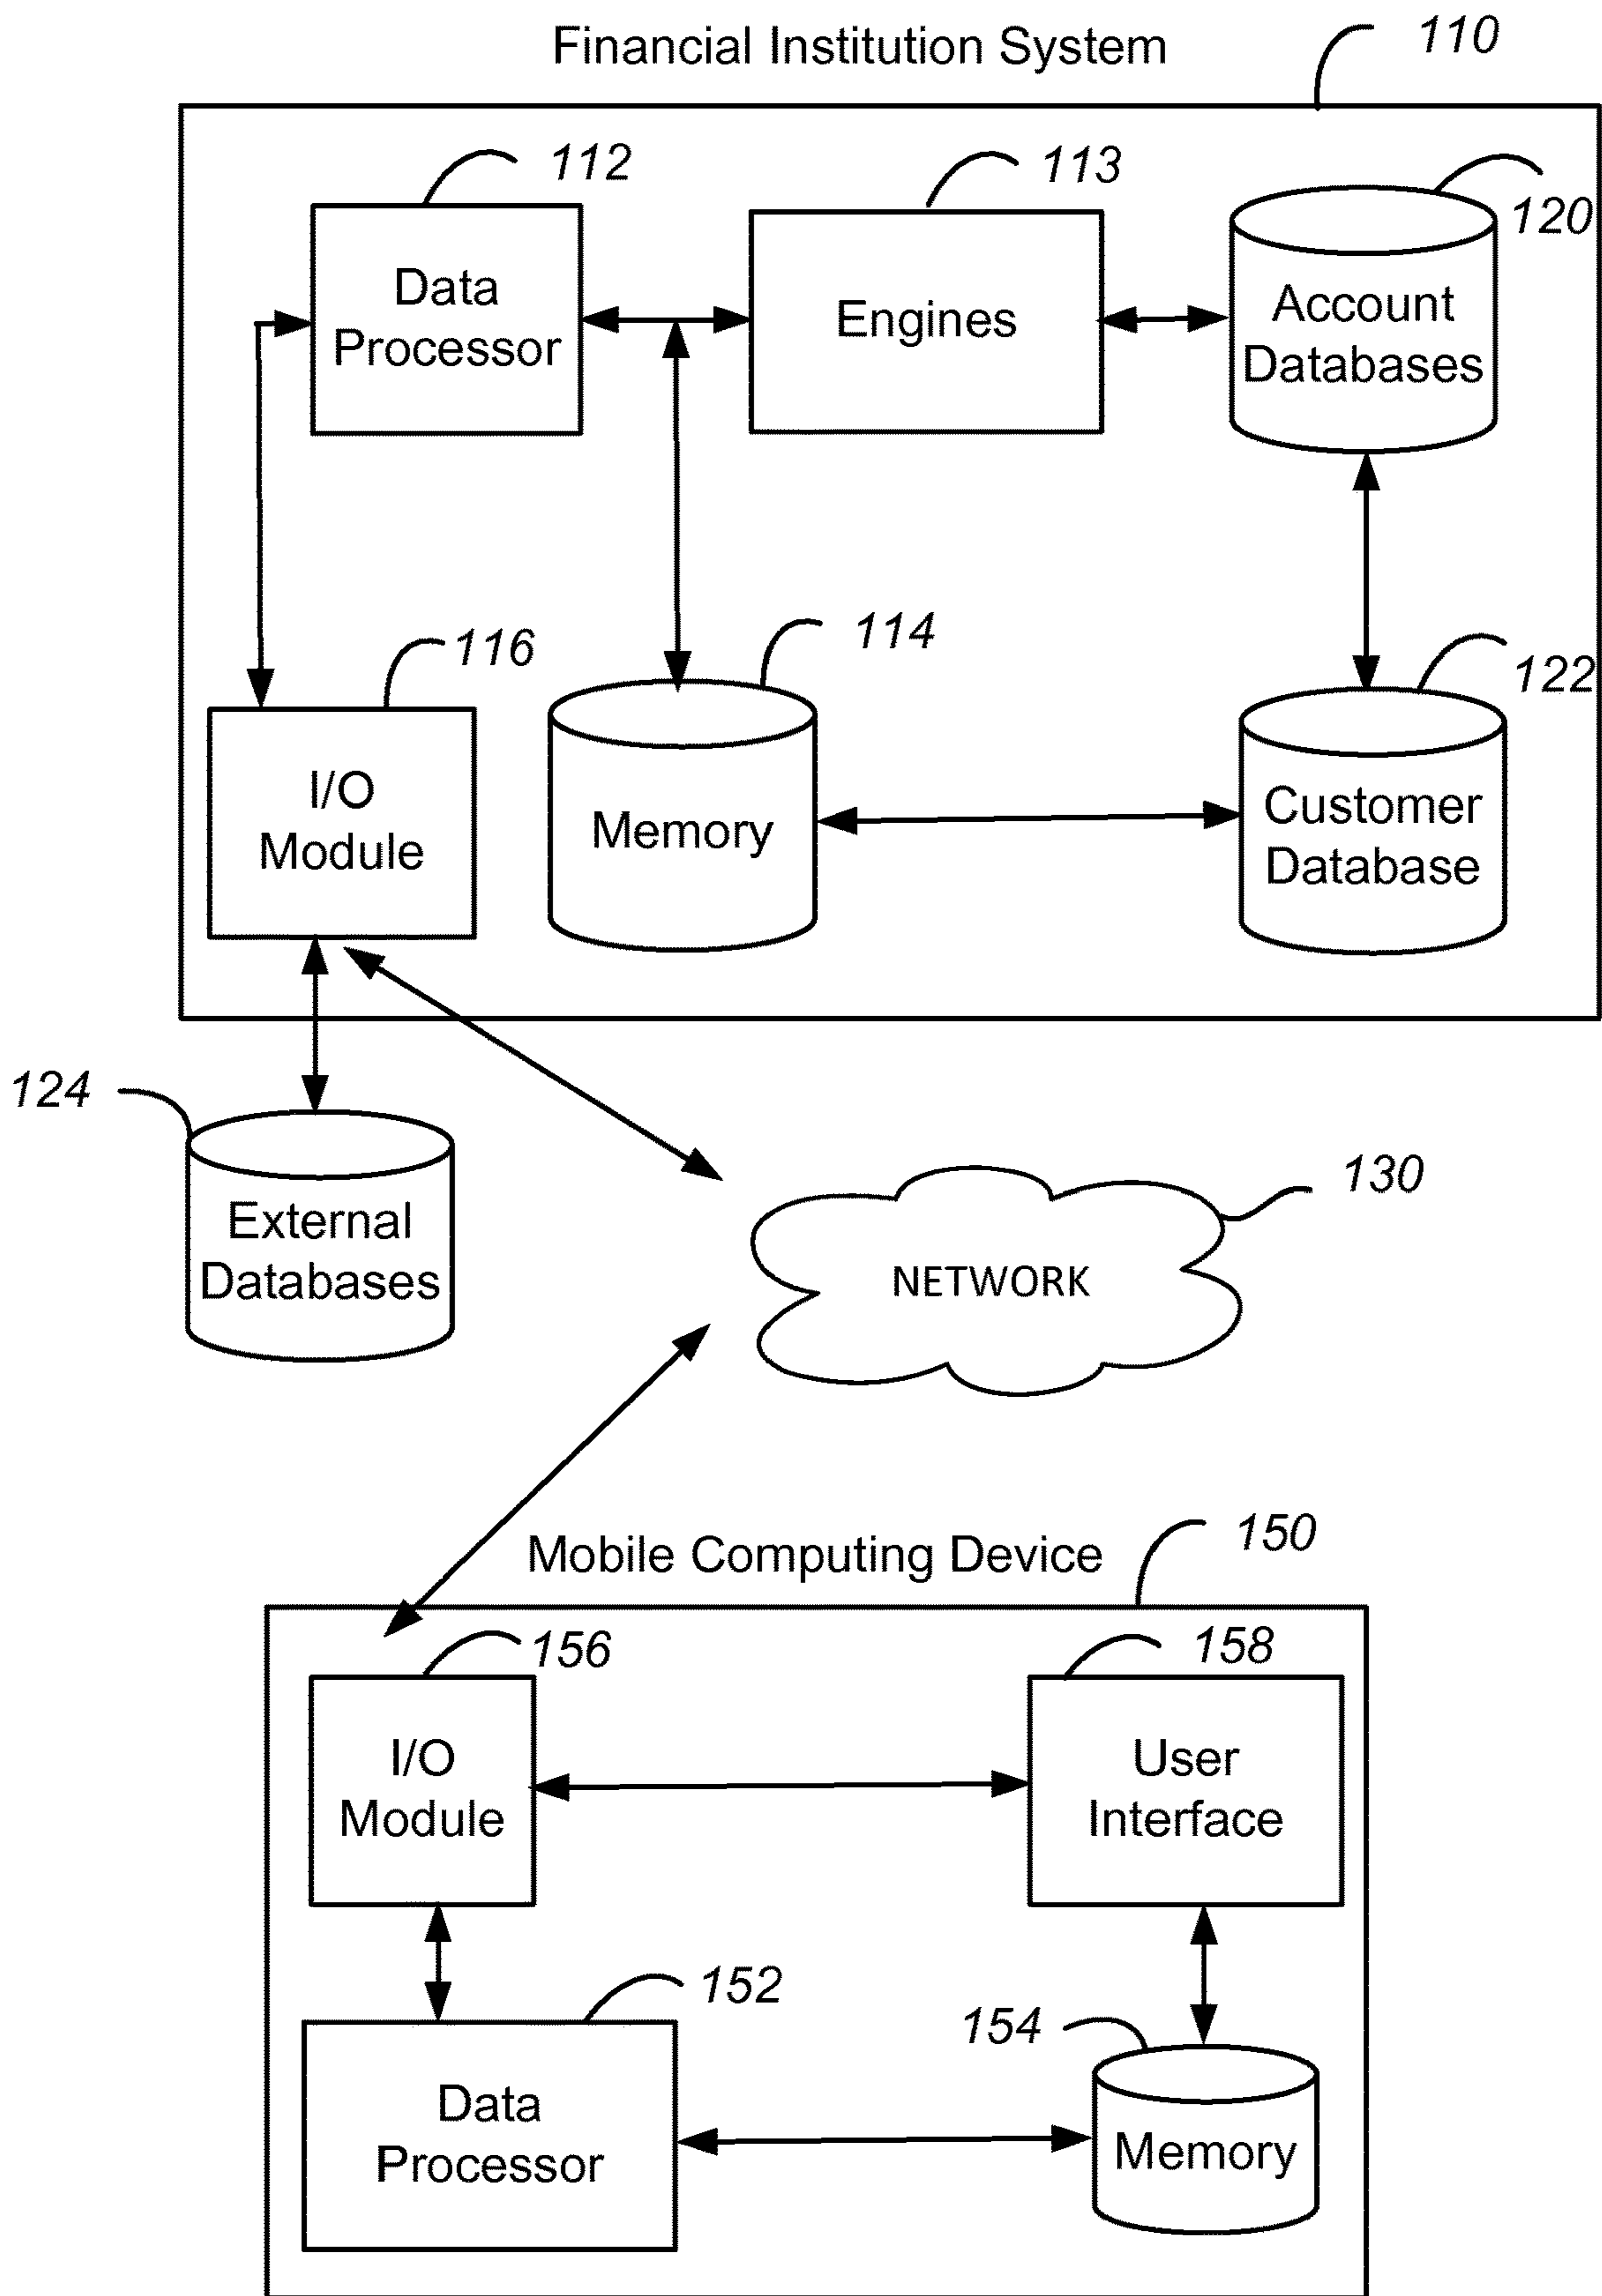 Financial Institution System
110
112
113
120
Data
Processor
Engines
Account
Databases
116
114
122
I/O
Module
Memory
Customer
Database
124
External
Databases
130
NETWORK
Mobile Computing Device
150
156
158
I/O
Module
User
Interface
152
154
Data
Processor
Memory